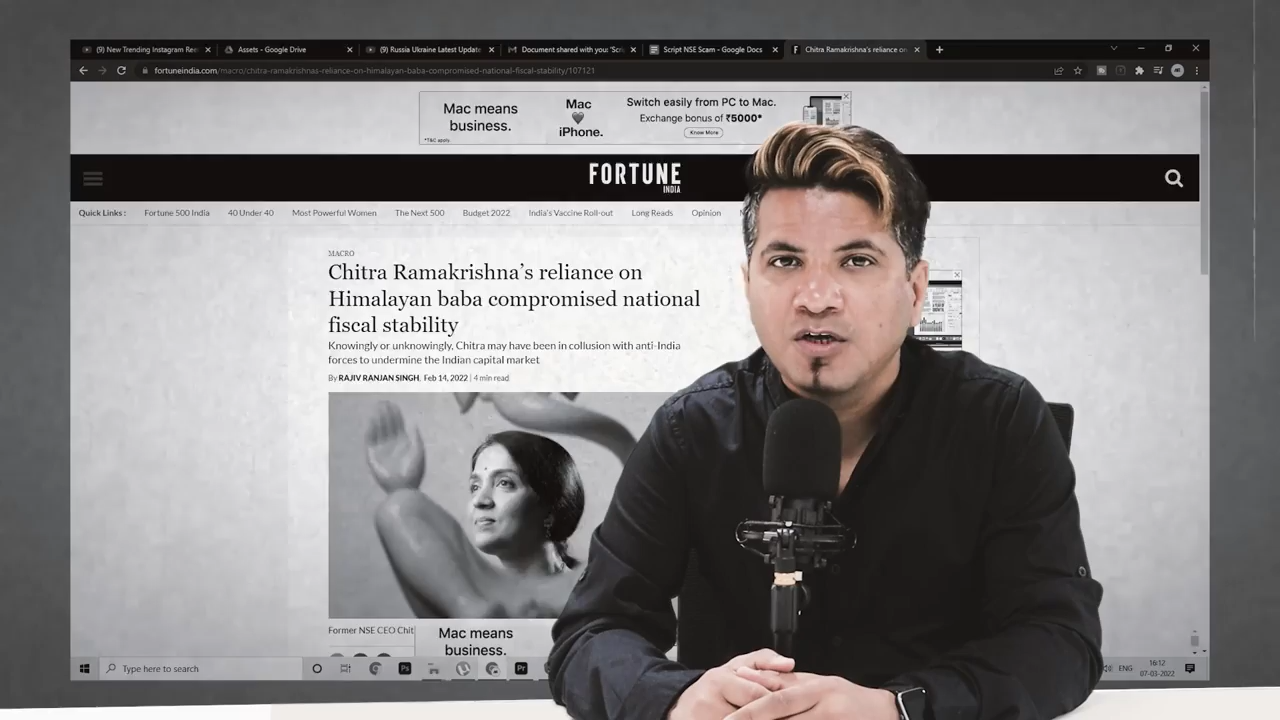 (9) New Trending Instagram Ree
Assets - Google Drive
(9) Russia Ukraine Latest Update
Document shared with you: 'Scri
Script NSE Scam - Google Docs
Chitra Ramakrishna's reliance on
fortuneindia.com/macro/chitra-ramakrishnas-reliance-on-himalayan-baba-compromised-national-fiscal-stability/107121
Mac means
business.
*T&C apply
Mac
iPhone.
Switch easily from PC to Mac.
Exchange bonus of ₹5000*
Know More
FORTUNE
INDIA
Quick Links : Fortune 500 India 40 Under 40 Most Powerful Women The Next 500 Budget 2022 India's Vaccine Roll-out Long Reads Opinion
MACRO
Chitra Ramakrishna's reliance on
Himalayan baba compromised national
fiscal stability
Knowingly or unknowingly, Chitra may have been in collusion with anti-India
forces to undermine the Indian capital market
By RAJIV RANJAN SINGH, Feb 14, 2022 | 4 min read
Former NSE CEO Chit
Mac means
business.
Type here to search
Ps
Pr
ENG
16:12
07-03-2022